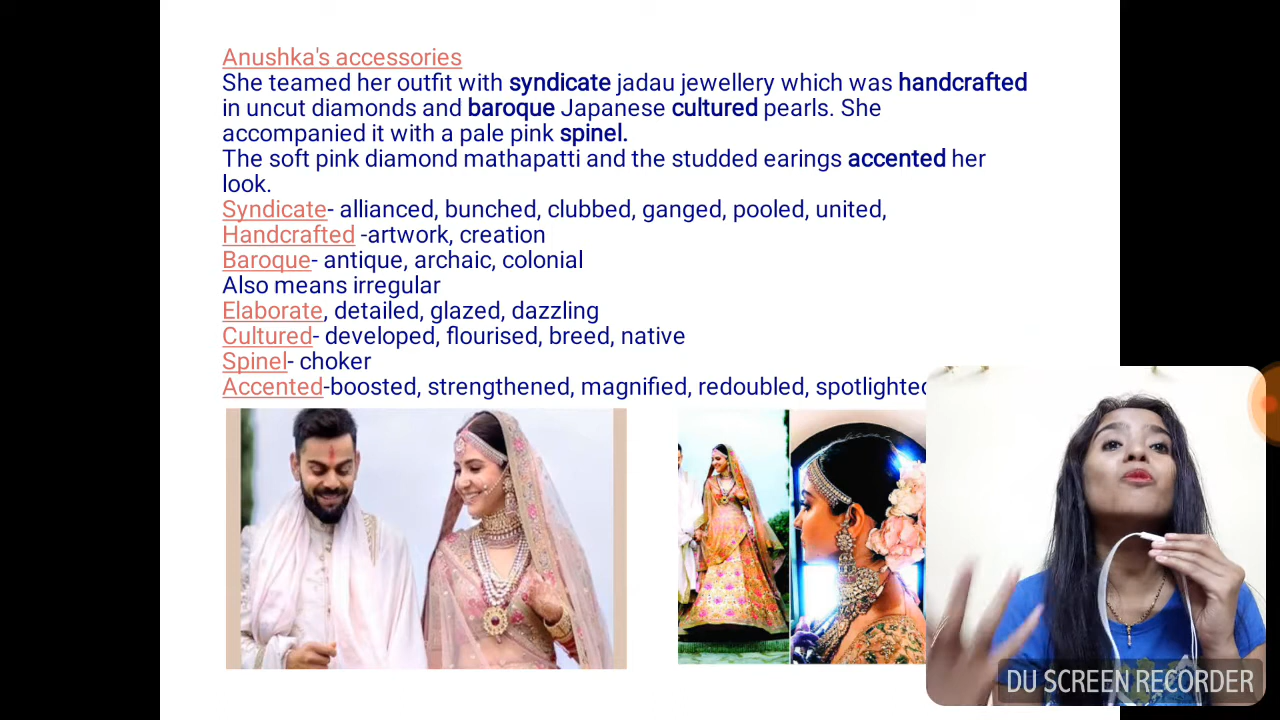 Anushka's accessories
She teamed her outfit with syndicate jadau jewellery which was handcrafted
in uncut diamonds and baroque Japanese cultured pearls. She
accompanied it with a pale pink spinel.
The soft pink diamond mathapatti and the studded earings accented her
look.
Syndicate- allianced, bunched, clubbed, ganged, pooled, united,
Handcrafted -artwork, creation
Baroque- antique, archaic, colonial
Also means irregular
Elaborate, detailed, glazed, dazzling
Cultured- developed, flourised, breed, native
Spinel- choker
Accented-boosted, strengthened, magnified, redoubled, spotlighted
DU SCREEN RECORDER